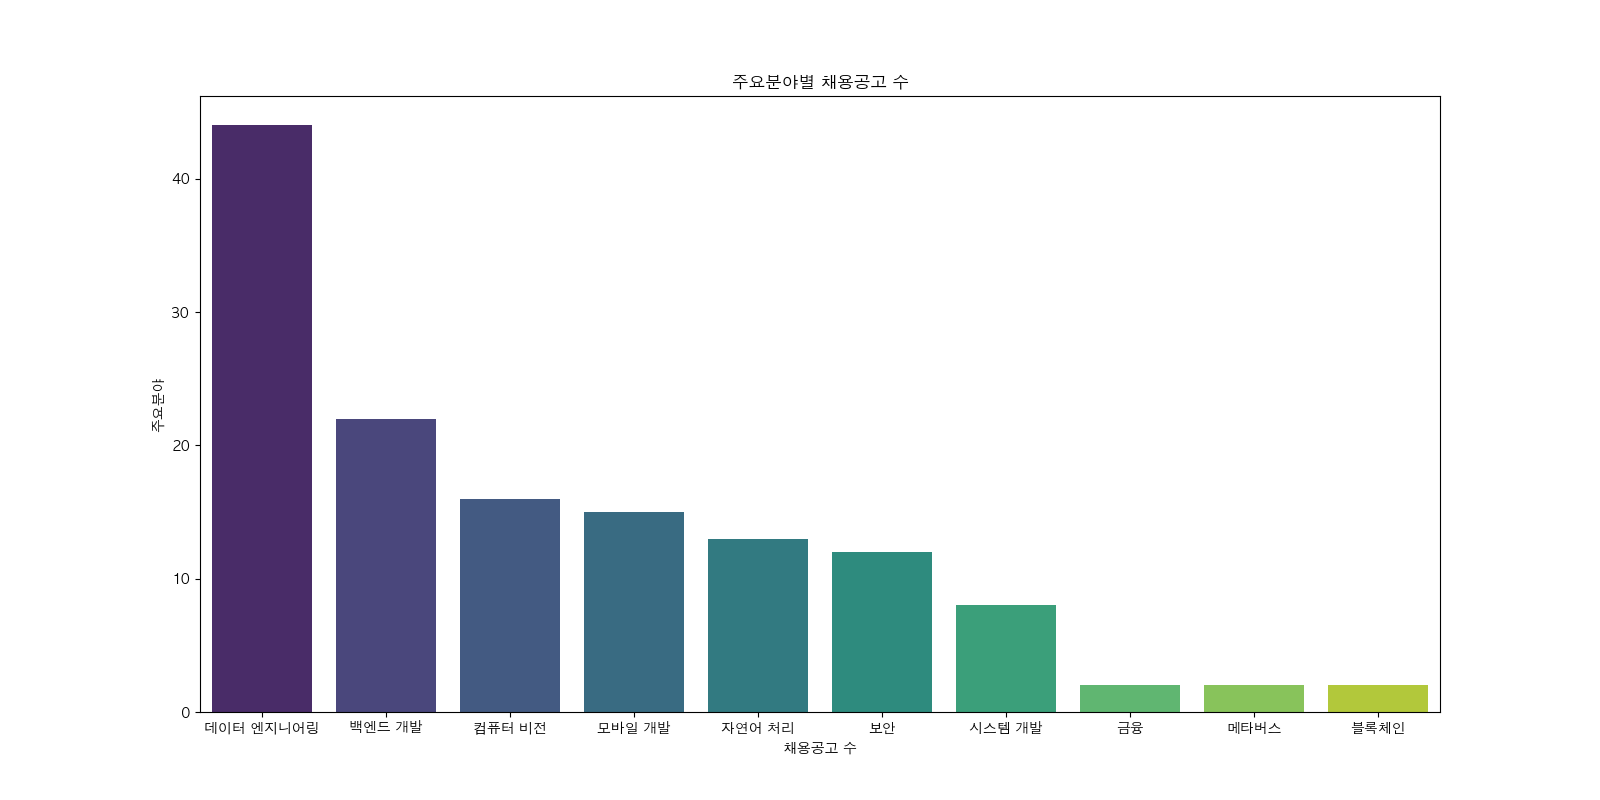 주요분야별 채용공고 수
40
30
20
10
0
주요분야
데이터 엔지니어링 백엔드 개발 컴퓨터 비전 모바일 개발 자연어 처리 보안 시스템 개발 금융 메타버스 블록체인
채용공고 수